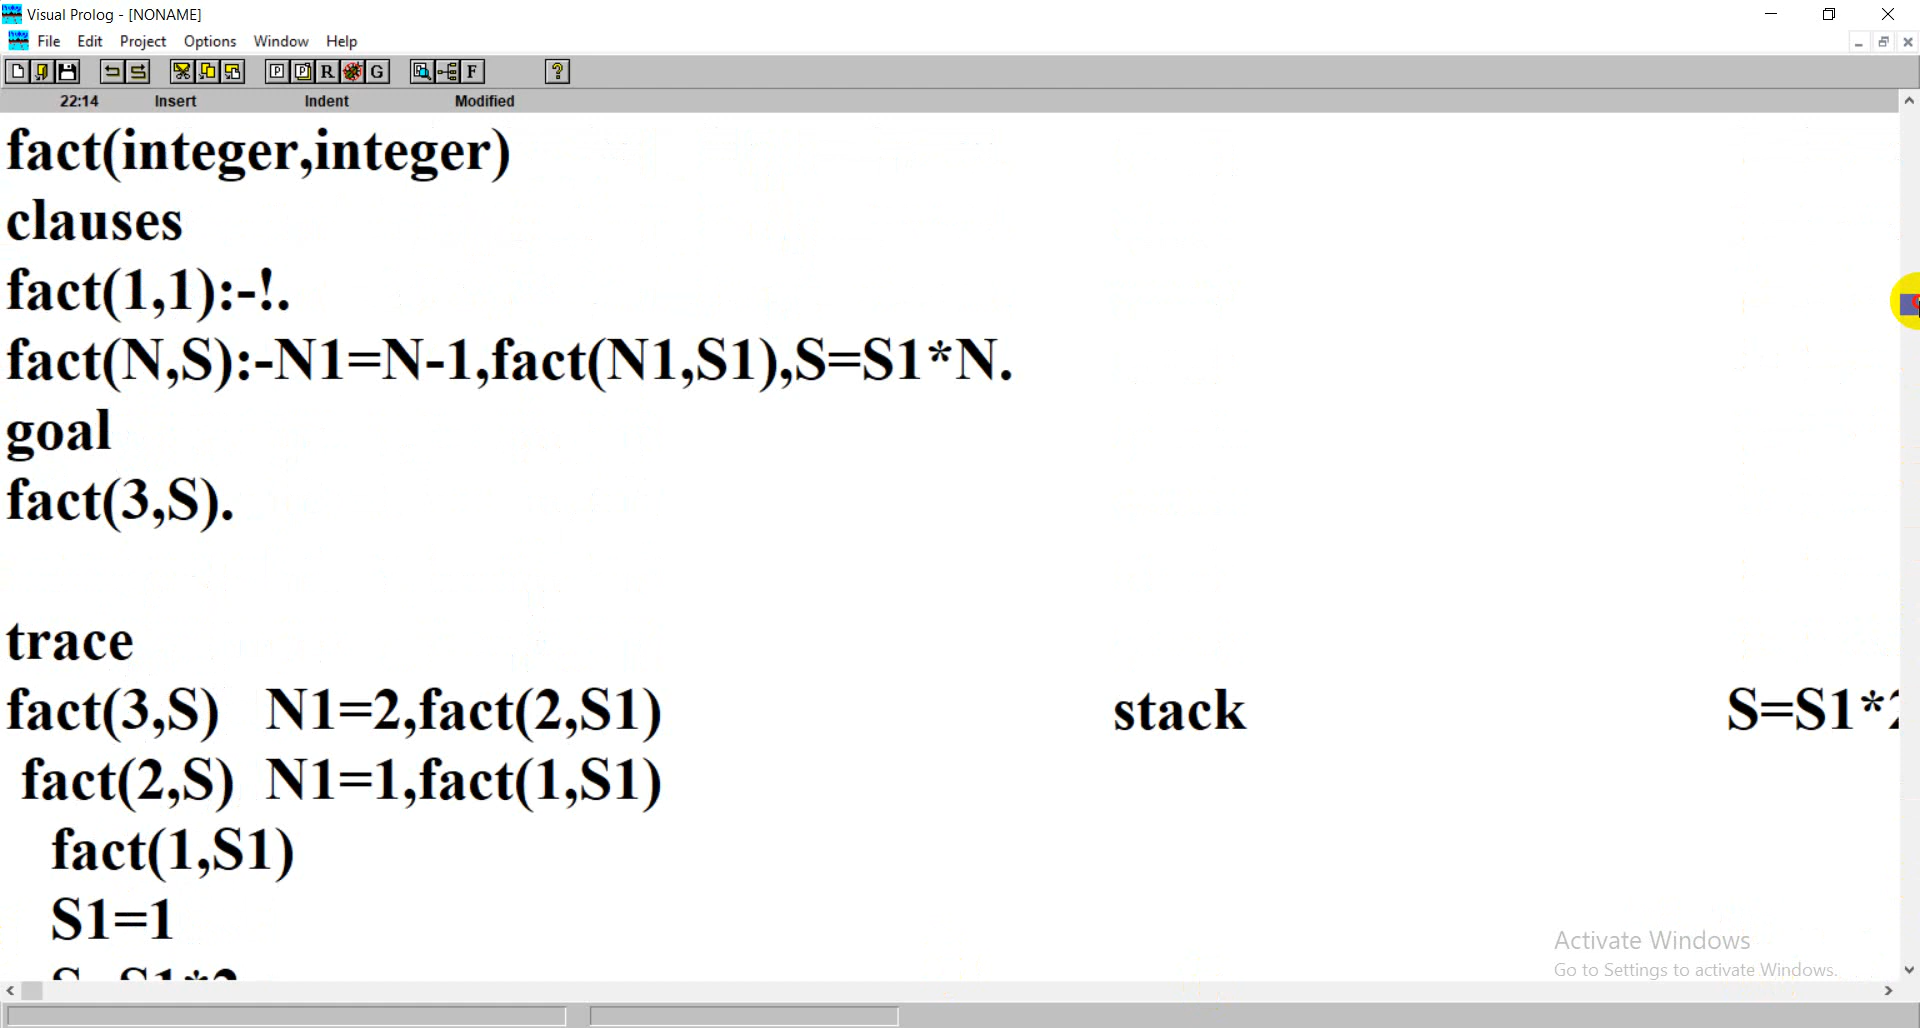 Visual Prolog - [NONAME]
File Edit Project Options Window Help
P P R G F ?
22:14 Insert Indent Modified
fact(integer,integer)
clauses
fact(1,1):-!.
fact(N,S):-N1=N-1,fact(N1,S1),S=S1*N.
goal
fact(3,S).
trace
fact(3,S) N1=2,fact(2,S1) stack S=S1*
fact(2,S) N1=1,fact(1,S1)
fact(1,S1)
S1=1
S=S1*2
Activate Windows
Go to Settings to activate Windows.